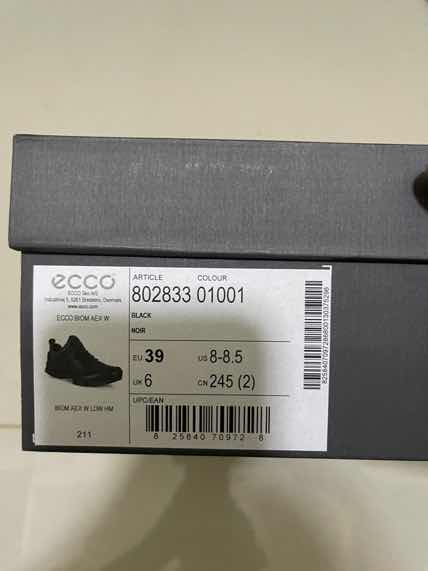 ecco
ECCO Sko A/S
Industrivej 5, 6261 Bredebro, Denmark
www.ecco.com
ECCO BIOM AEX W
BIOM AEX W LOW HM
211
ARTICLE COLOUR
802833 01001
BLACK
NOIR
EU 39 US 8-8.5
UK 6 CN 245 (2)
UPC/EAN
8 25840 70972 8